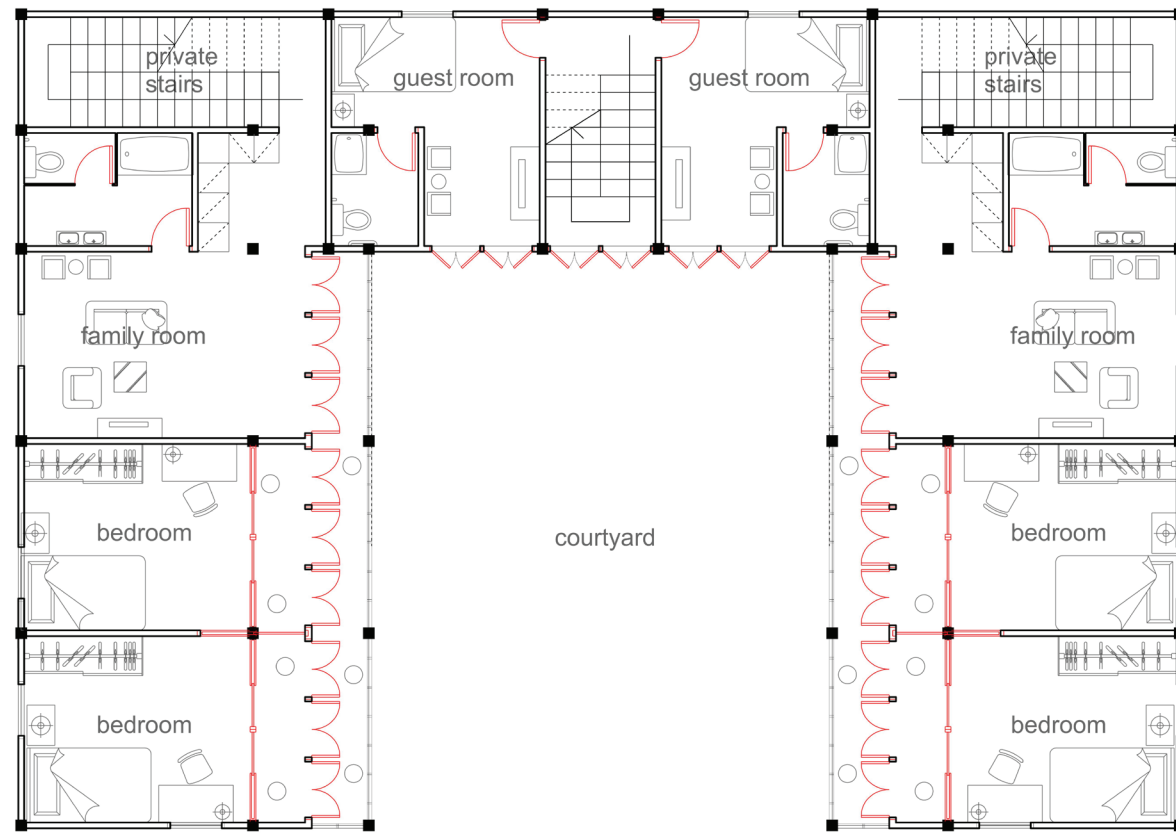 private
stairs
guest room
guest room
private
stairs
family room
family room
bedroom
courtyard
bedroom
bedroom
bedroom